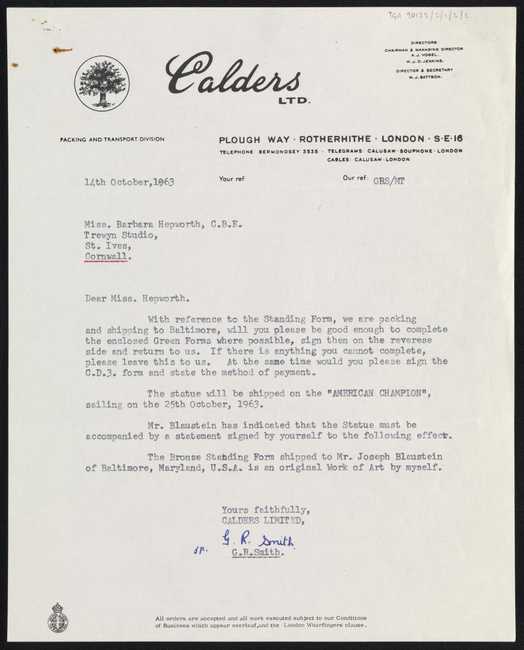 TGA 965/2/1/2/2
DIRECTORS
CHAIRMAN & MANAGING DIRECTOR
A.J. VOGEL.
H.J.D. JENKINS.
DIRECTOR & SECRETARY
W.J. BATTSON.
Calders
LTD.
PACKING AND TRANSPORT DIVISION
PLOUGH WAY · ROTHERHITHE · LONDON · S·E·16
TELEPHONE BERMONDSEY 3535 · TELEGRAMS CALUSAW·SOUPHONE·LONDON
CABLES·CALUSAW·LONDON
14th October,1963
Your ref
Our ref: GRS/MT
Miss. Barbara Hepworth, C.B.E.
Trewyn Studio,
St. Ives,
Cornwall.
Dear Miss. Hepworth.
With reference to the Standing Form, we are packing
and shipping to Baltimore, will you please be good enough to complete
the enclosed Green Forms where possible, sign then on the reverese
side and return to us. If there is anything you cannot complete,
please leave this to us. At the same time would you please sign the
C.D.3. form and state the method of payment.
The statue will be shipped on the "AMERICAN CHAMPION",
sailing on the 25th October, 1963.
Mr. Blaustein has indicated that the Statue must be
accompanied by a statement signed by yourself to the following effect.
The Bronze Standing Form shipped to Mr. Joseph Blaustein
of Baltimore, Maryland, U.S.A. is an original Work of Art by myself.
Yours faithfully,
CALDERS LIMITED,
G. R. Smith
G.R.Smith.
All orders are accepted and all work executed subject to our Conditions
of Business which appear overleaf,and the London Wharfingers clause.